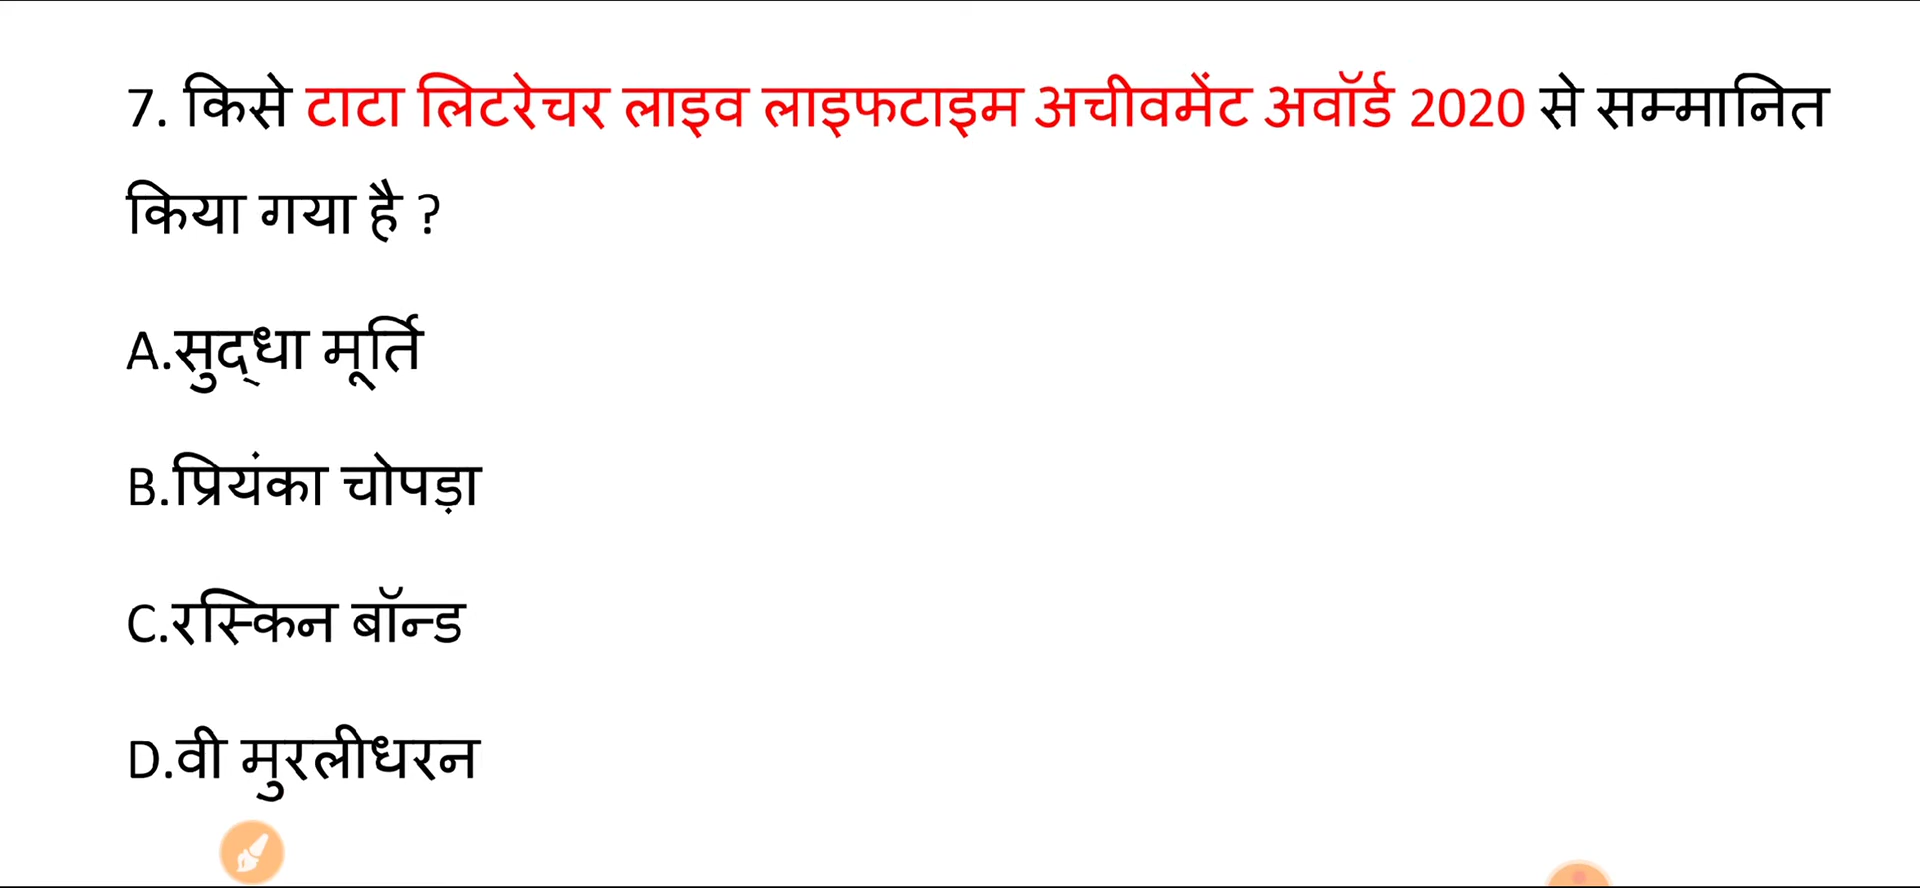 7. किसे टाटा लिटरेचर लाइव लाइफटाइम अचीवमेंट अवॉर्ड 2020 से सम्मानित
किया गया है ?
A.सुद्धा मूर्ति
B.प्रियंका चोपड़ा
C.रस्किन बॉन्ड
D.वी मुरलीधरन